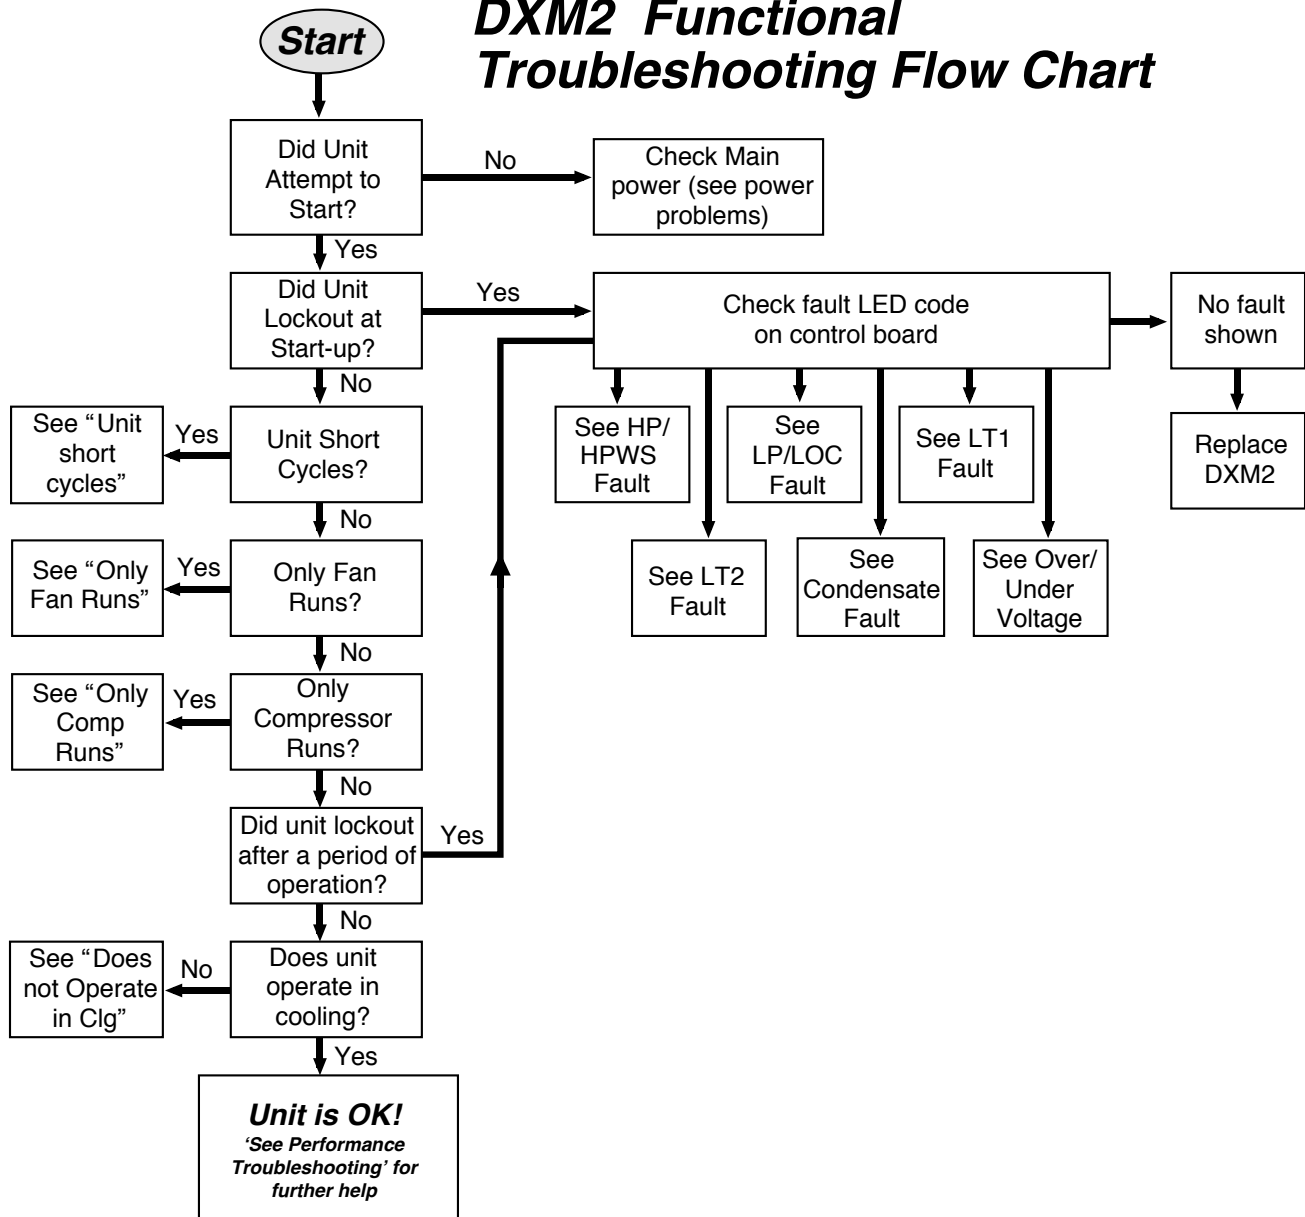 DXM2 Functional
Troubleshooting Flow Chart
Start
Did Unit
Attempt to
Start?
No
Check Main
power (see power
problems)
Yes
Did Unit
Lockout at
Start-up?
Yes
Check fault LED code
on control board
No fault
shown
Replace
DXM2
See HP/
HPWS
Fault
See
LP/LOC
Fault
See LT1
Fault
See LT2
Fault
See
Condensate
Fault
See Over/
Under
Voltage
No
Unit Short
Cycles?
Yes
See “Unit
short
cycles”
No
Only Fan
Runs?
Yes
See “Only
Fan Runs”
No
Only
Compressor
Runs?
Yes
See “Only
Comp
Runs”
No
Did unit lockout
after a period of
operation?
Yes
No
Does unit
operate in
cooling?
No
See “Does
not Operate
in Clg”
Yes
Unit is OK!
‘See Performance
Troubleshooting’ for
further help